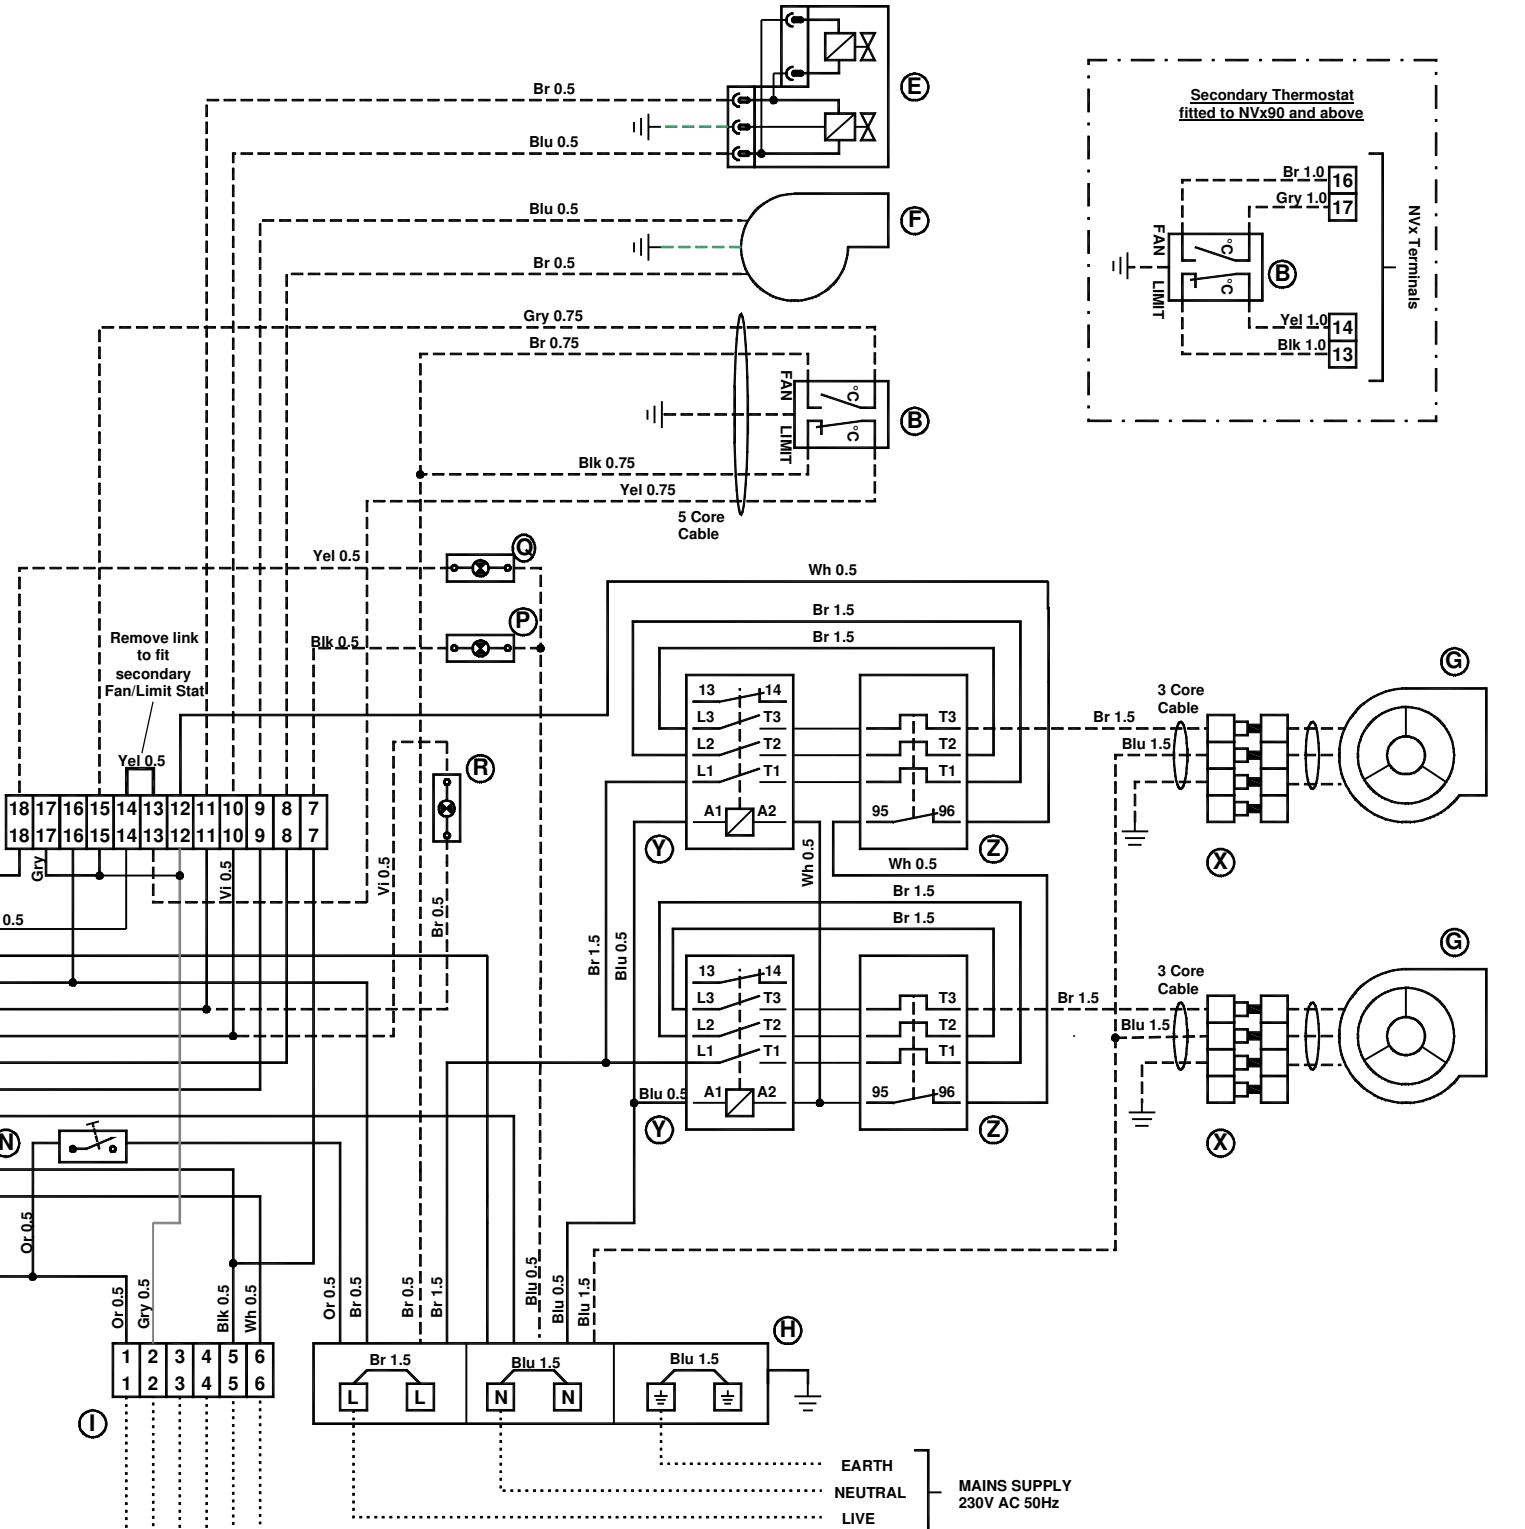 E
Br 0.5
Blu 0.5
Secondary Thermostat
fitted to NVx90 and above
Br 1.0
16
Gry 1.0
17
FAN
°C
LIMIT
°C
B
NVx Terminals
Yel 1.0
14
Blk 1.0
13
Blu 0.5
F
Br 0.5
Gry 0.75
Br 0.75
FAN
°C
LIMIT
°C
B
Blk 0.75
Yel 0.75
5 Core
Cable
Yel 0.5
Q
Blk 0.5
P
Remove link
to fit
secondary
Fan/Limit Stat
Yel 0.5
R
Wh 0.5
Br 1.5
Br 1.5
13 14
L3 T3
L2 T2
L1 T1
A1 A2
Y
T3
T2
T1
95 96
Z
Br 1.5
Blu 1.5
3 Core
Cable
G
X
18 17 16 15 14 13 12 11 10 9 8 7
18 17 16 15 14 13 12 11 10 9 8 7
Gry
Vi 0.5
Vi 0.5
Br 0.5
0.5
Wh 0.5
Wh 0.5
Br 1.5
Br 1.5
Br 1.5
Blu 0.5
13 14
L3 T3
L2 T2
L1 T1
A1 A2
Blu 0.5
Y
T3
T2
T1
95 96
Z
Br 1.5
Blu 1.5
3 Core
Cable
G
X
N
Or 0.5
Or 0.5
Gry 0.5
Blk 0.5
Wh 0.5
Or 0.5
Br 0.5
Br 0.5
Br 1.5
Blu 0.5
Blu 0.5
Blu 1.5
1 2 3 4 5 6
1 2 3 4 5 6
I
H
Br 1.5
L L
Blu 1.5
N N
Blu 1.5
EARTH
NEUTRAL
LIVE
MAINS SUPPLY
230V AC 50Hz